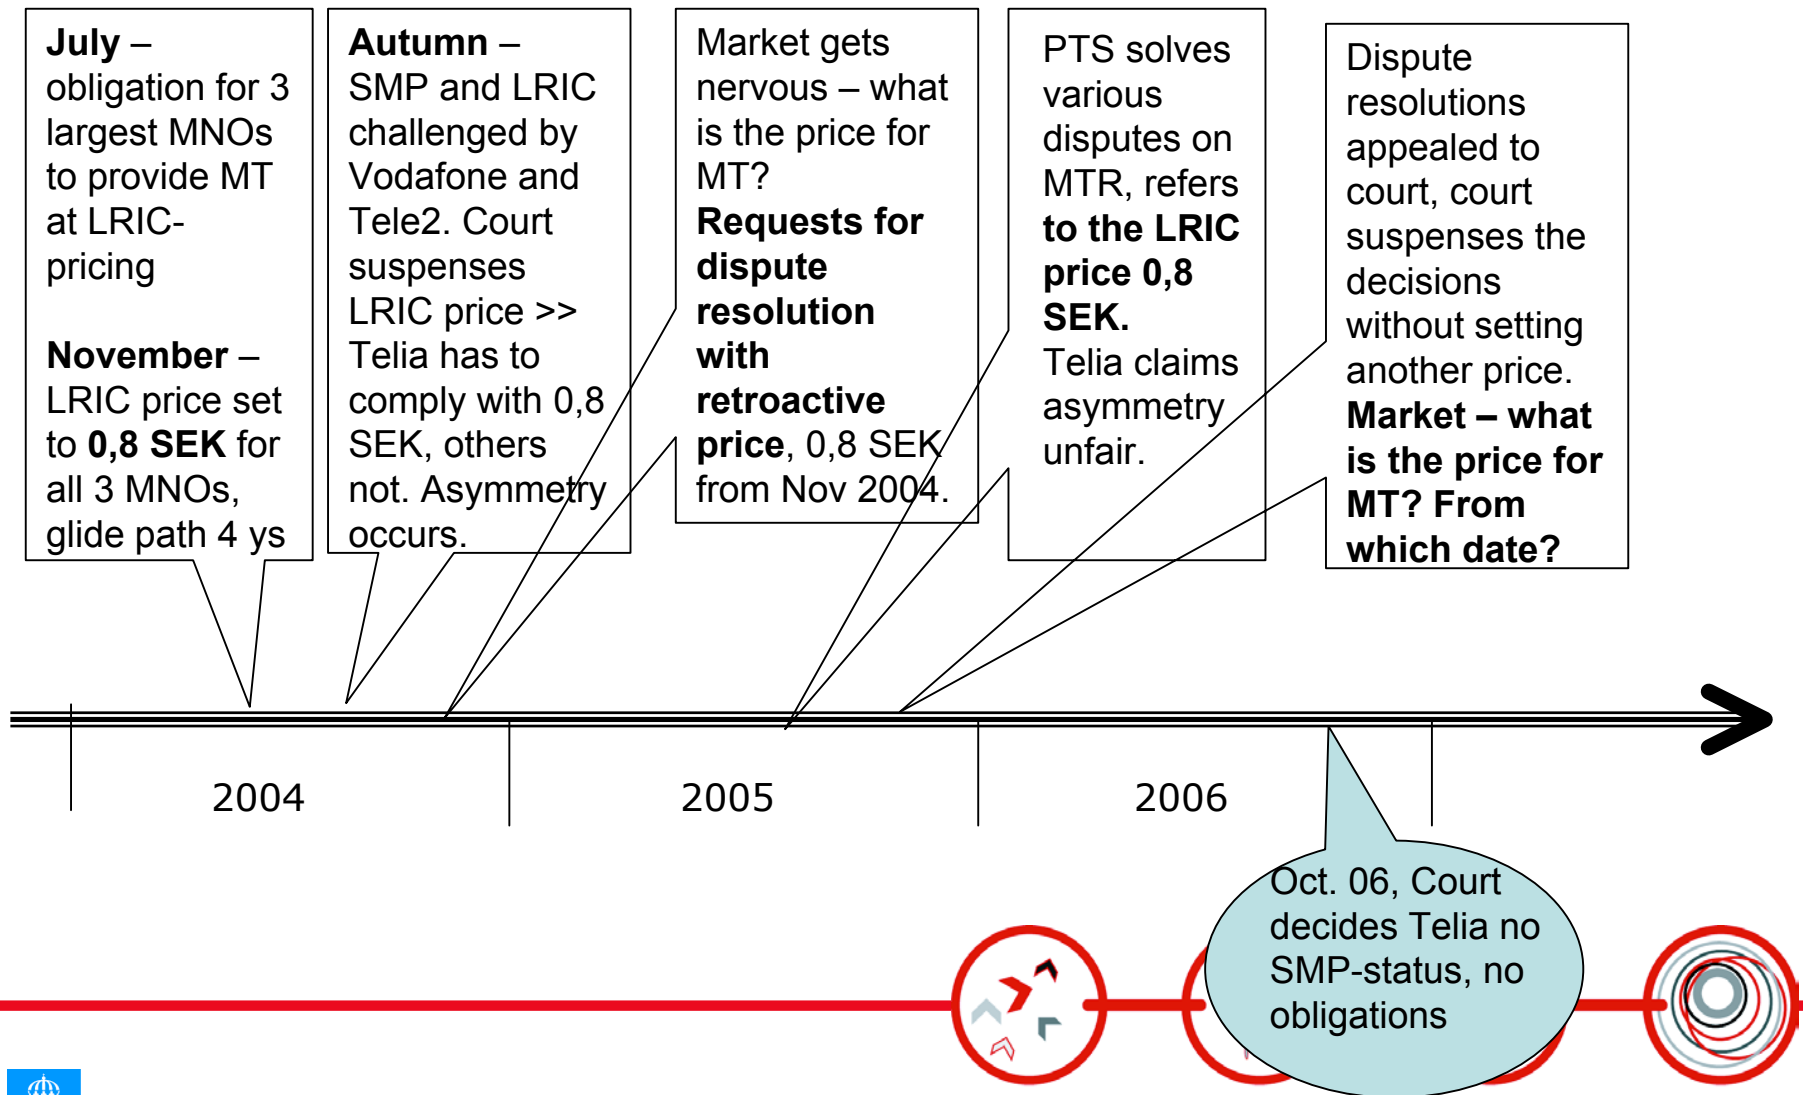 July –
obligation for 3
largest MNOs
to provide MT
at LRIC-
pricing
November –
LRIC price set
to 0,8 SEK for
all 3 MNOs,
glide path 4 ys
Autumn –
SMP and LRIC
challenged by
Vodafone and
Tele2. Court
suspenses
LRIC price >>
Telia has to
comply with 0,8
SEK, others
not. Asymmetry
occurs.
Market gets
nervous – what
is the price for
MT?
Requests for
dispute
resolution
with
retroactive
price, 0,8 SEK
from Nov 2004.
PTS solves
various
disputes on
MTR, refers
to the LRIC
price 0,8
SEK.
Telia claims
asymmetry
unfair.
Dispute
resolutions
appealed to
court, court
suspenses the
decisions
without setting
another price.
Market – what
is the price for
MT? From
which date?
2004
2005
2006
Oct. 06, Court
decides Telia no
SMP-status, no
obligations